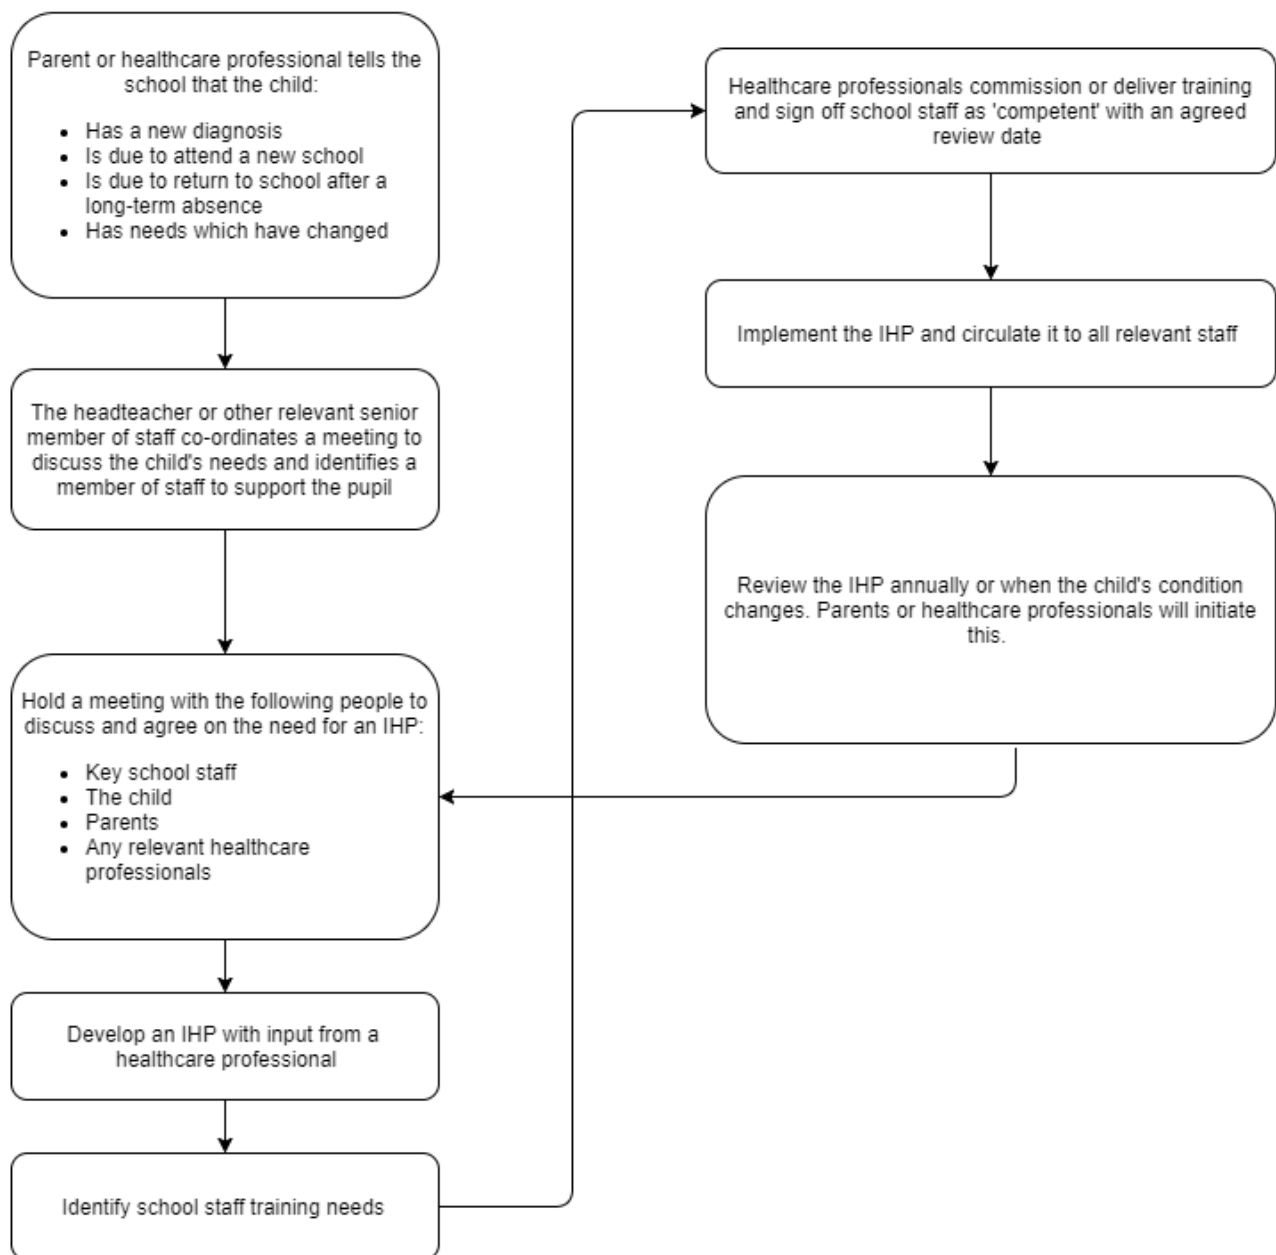 Parent or healthcare professional tells the
school that the child:
• Has a new diagnosis
• Is due to attend a new school
• Is due to return to school after a
long-term absence
• Has needs which have changed
The headteacher or other relevant senior
member of staff co-ordinates a meeting to
discuss the child's needs and identifies a
member of staff to support the pupil
Hold a meeting with the following people to
discuss and agree on the need for an IHP:
• Key school staff
• The child
• Parents
• Any relevant healthcare
professionals
Develop an IHP with input from a
healthcare professional
Identify school staff training needs
Healthcare professionals commission or deliver training
and sign off school staff as 'competent' with an agreed
review date
Implement the IHP and circulate it to all relevant staff
Review the IHP annually or when the child's condition
changes. Parents or healthcare professionals will initiate
this.